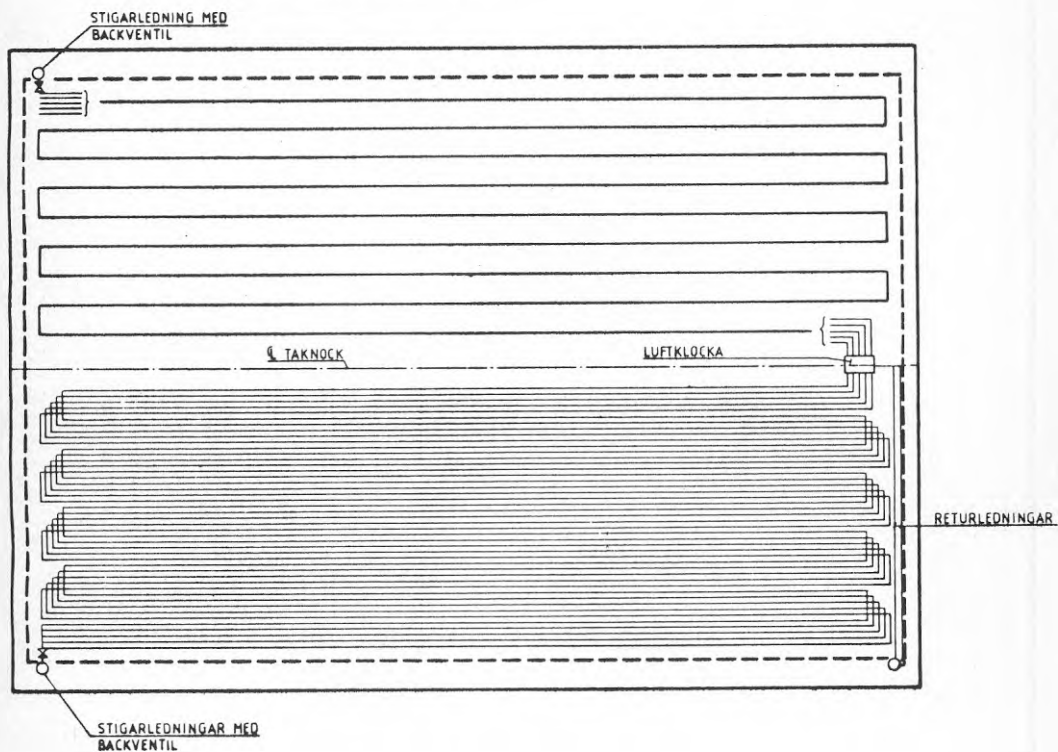 STIGARLEDNING MED
BACKVENTIL
℄ TAKNOCK
LUFTKLOCKA
RETURLEDNINGAR
STIGARLEDNINGAR MED
BACKVENTIL